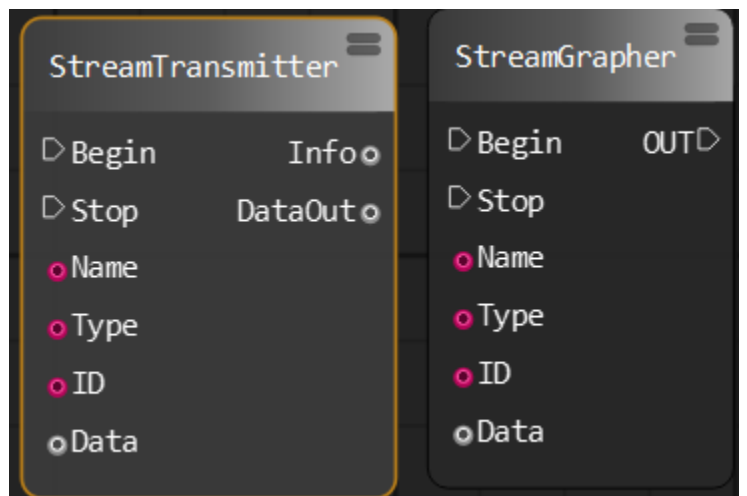 StreamTransmitter
Begin Info
Stop DataOut
Name
Type
ID
Data
StreamGrapher
Begin OUT
Stop
Name
Type
ID
Data